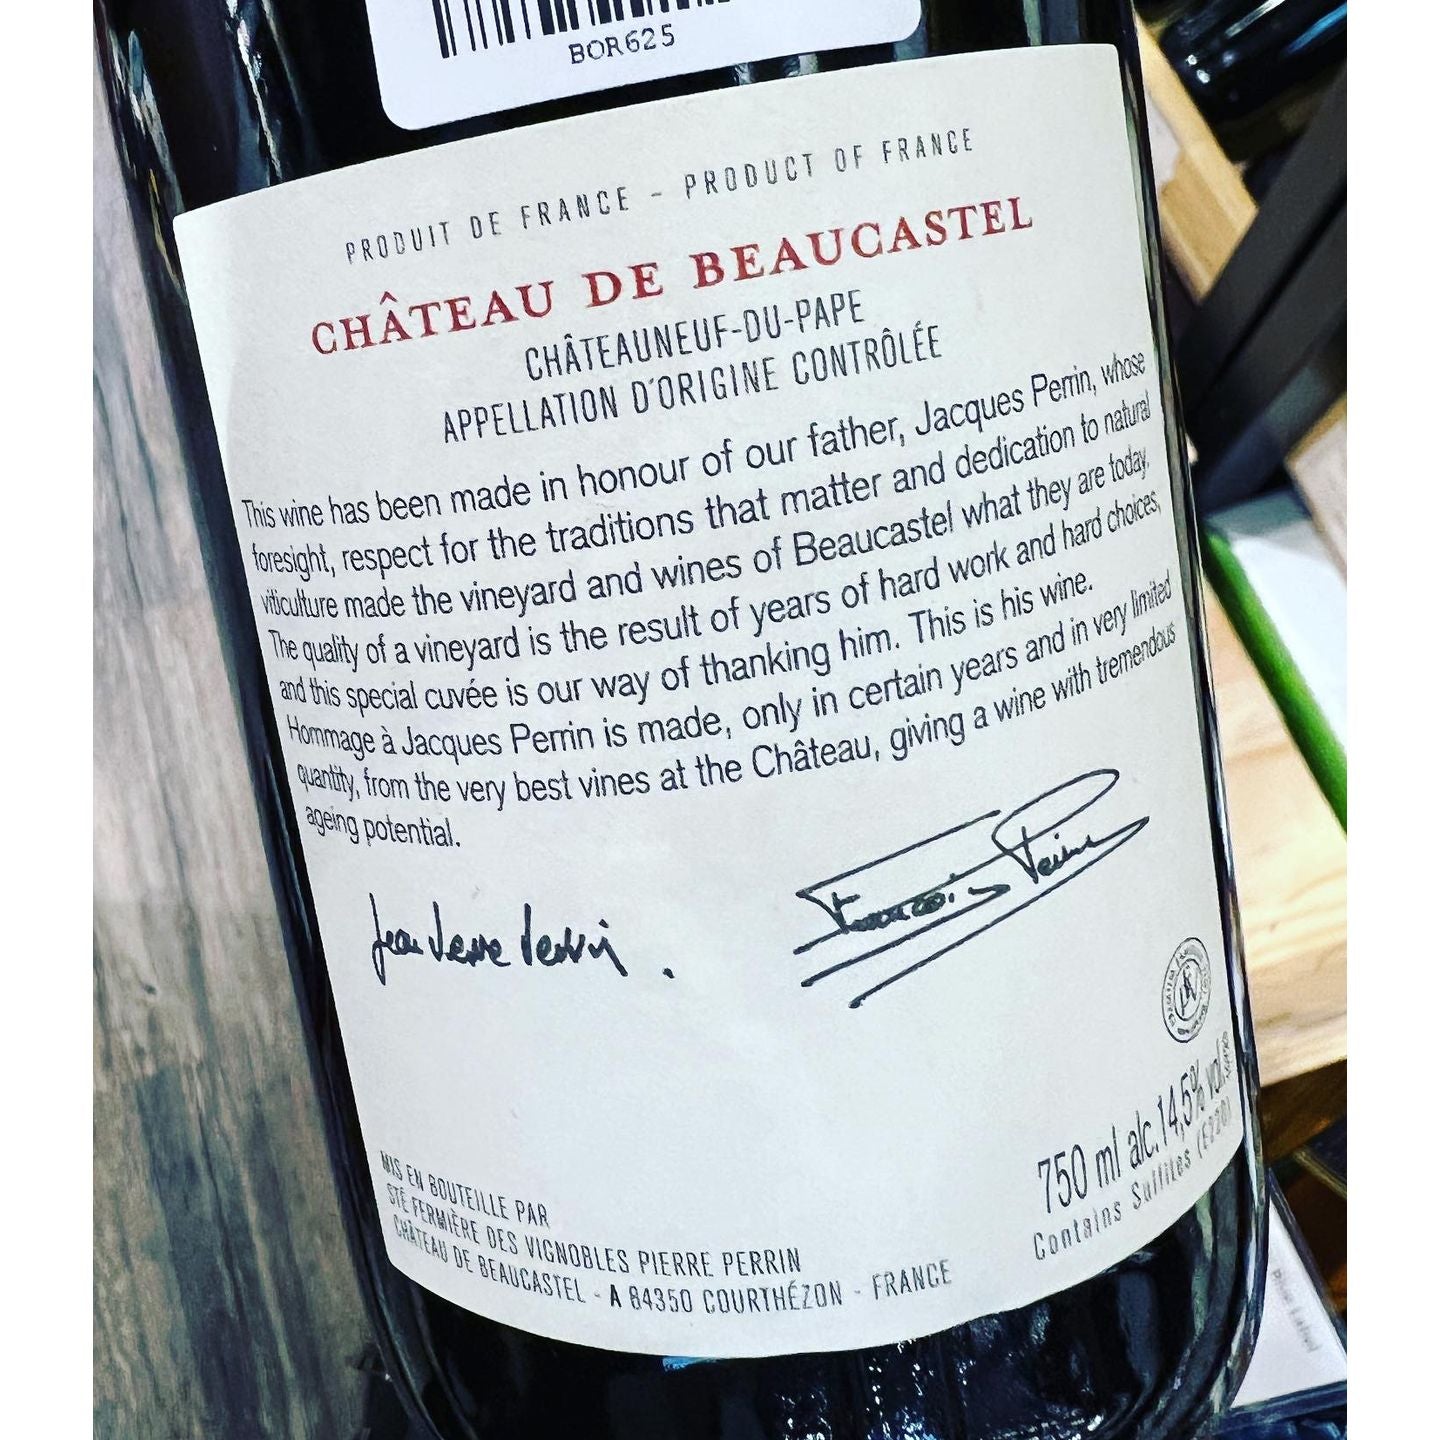 BOR625
PRODUIT DE FRANCE - PRODUCT OF FRANCE
CHÂTEAU DE BEAUCASTEL
CHÂTEAUNEUF-DU-PAPE
APPELLATION D'ORIGINE CONTRÔLÉE
This wine has been made in honour of our father, Jacques Perrin, whose
foresight, respect for the traditions that matter and dedication to natural
viticulture made the vineyard and wines of Beaucastel what they are today.
The quality of a vineyard is the result of years of hard work and hard choices,
and this special cuvée is our way of thanking him. This is his wine.
Hommage à Jacques Perrin is made, only in certain years and in very limited
quantity, from the very best vines at the Château, giving a wine with tremendous
ageing potential.
Jean Pierre Perrin.
François Perrin
750 ml alc.14,5% vol.
Contains Sulfites (E220)
MIS EN BOUTEILLE PAR
STÉ FERMIÈRE DES VIGNOBLES PIERRE PERRIN
CHÂTEAU DE BEAUCASTEL - A 84350 COURTHÉZON - FRANCE